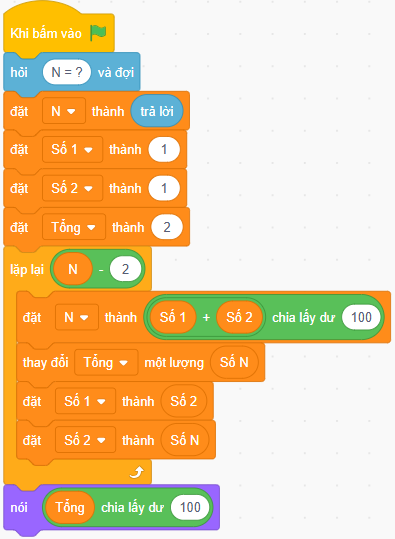 Khi bấm vào
hỏi N = ? và đợi
đặt N thành trả lời
đặt Số 1 thành 1
đặt Số 2 thành 1
đặt Tổng thành 2
lặp lại N - 2
đặt N thành Số 1 + Số 2 chia lấy dư 100
thay đổi Tổng một lượng Số N
đặt Số 1 thành Số 2
đặt Số 2 thành Số N
nói Tổng chia lấy dư 100